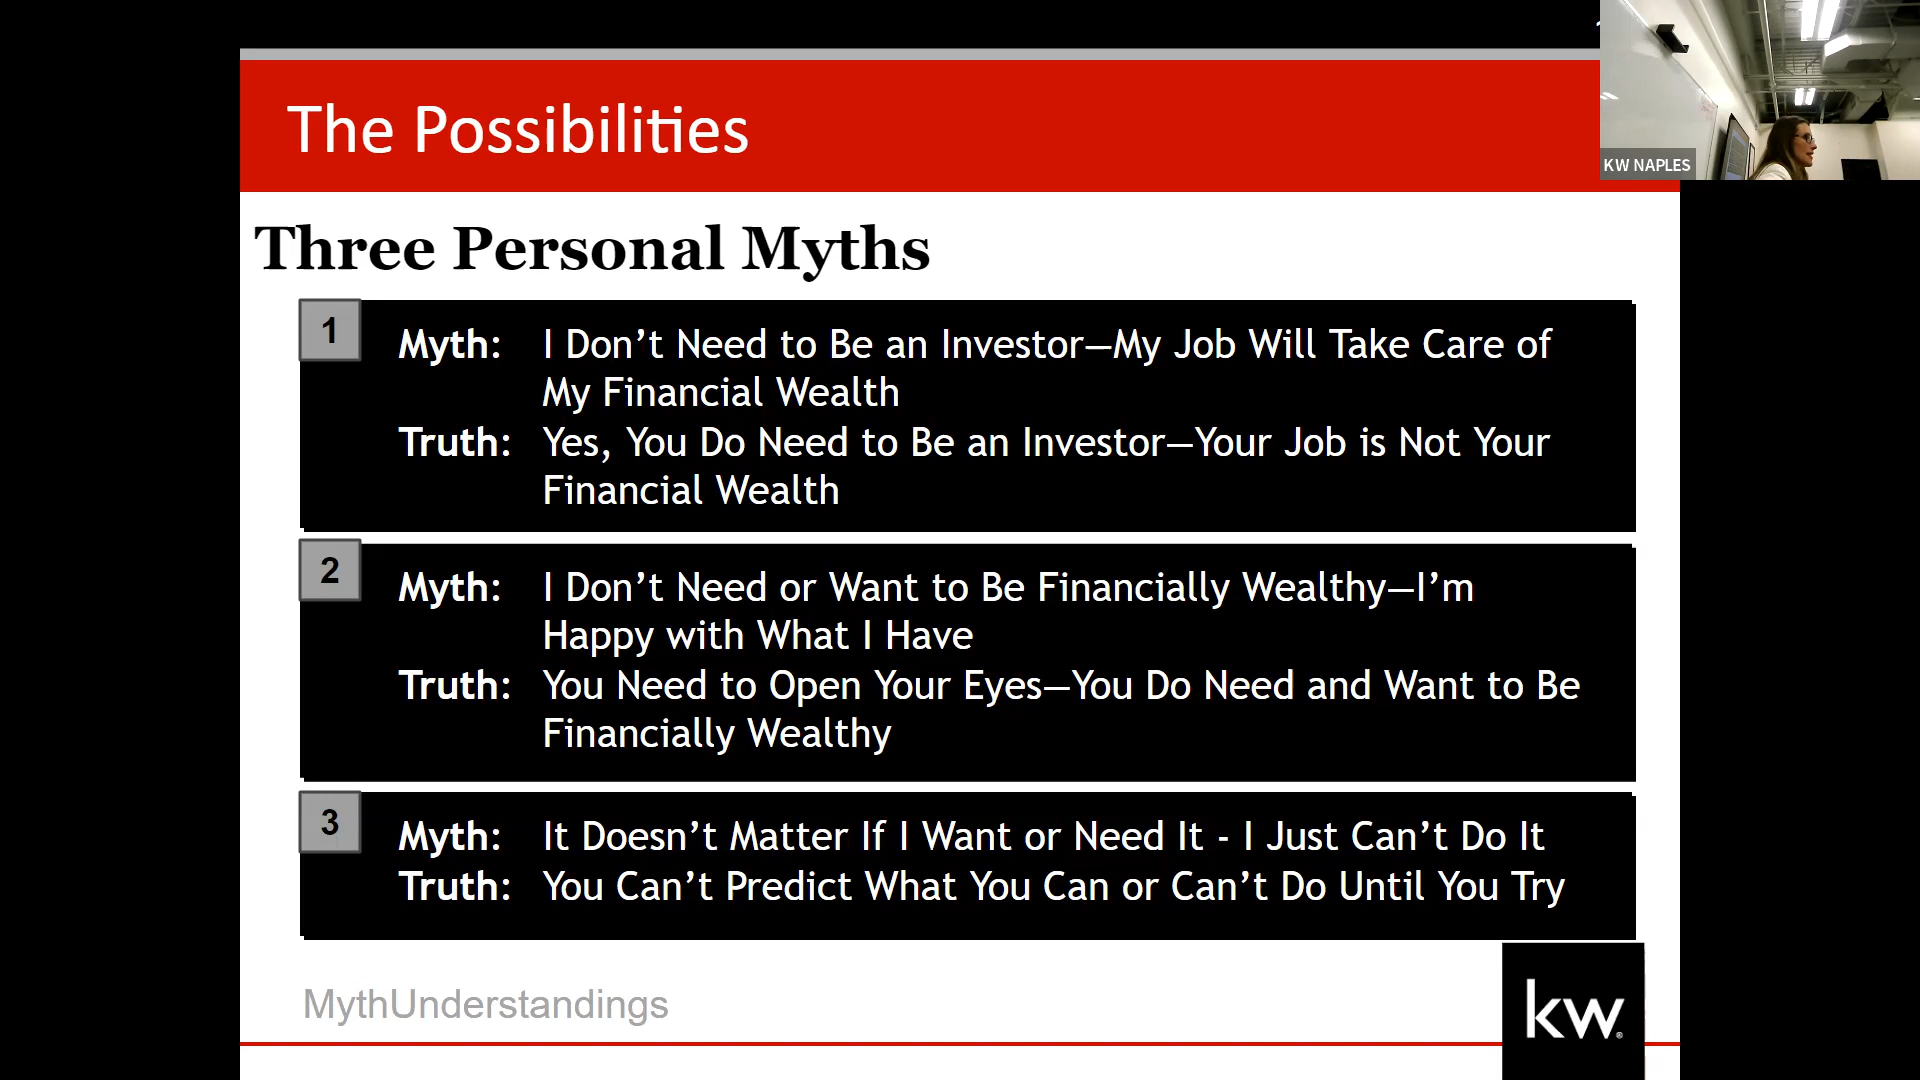 The Possibilities
KW NAPLES
Three Personal Myths
1
Myth: I Don’t Need to Be an Investor—My Job Will Take Care of
My Financial Wealth
Truth: Yes, You Do Need to Be an Investor—Your Job is Not Your
Financial Wealth
2
Myth: I Don’t Need or Want to Be Financially Wealthy—I’m
Happy with What I Have
Truth: You Need to Open Your Eyes—You Do Need and Want to Be
Financially Wealthy
3
Myth: It Doesn’t Matter If I Want or Need It - I Just Can’t Do It
Truth: You Can’t Predict What You Can or Can’t Do Until You Try
MythUnderstandings
kw®